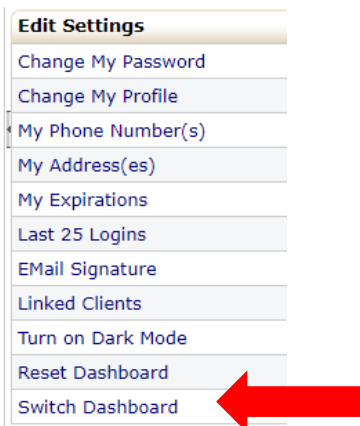 Edit Settings
Change My Password
Change My Profile
My Phone Number(s)
My Address(es)
My Expirations
Last 25 Logins
EMail Signature
Linked Clients
Turn on Dark Mode
Reset Dashboard
Switch Dashboard